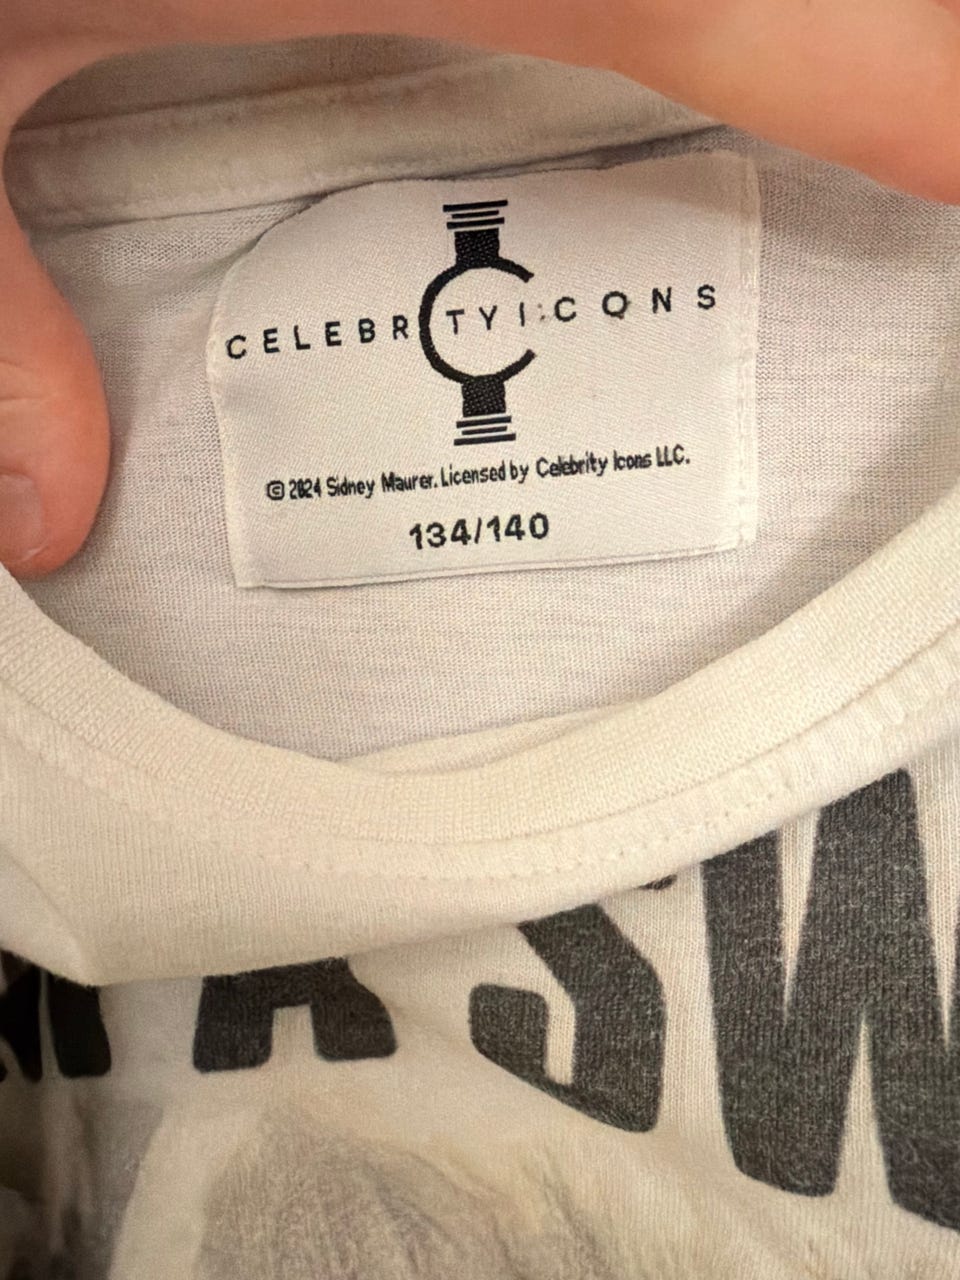 CELEBRITYICONS
© 2024 Sidney Maurer. Licensed by Celebrity Icons LLC.
134/140